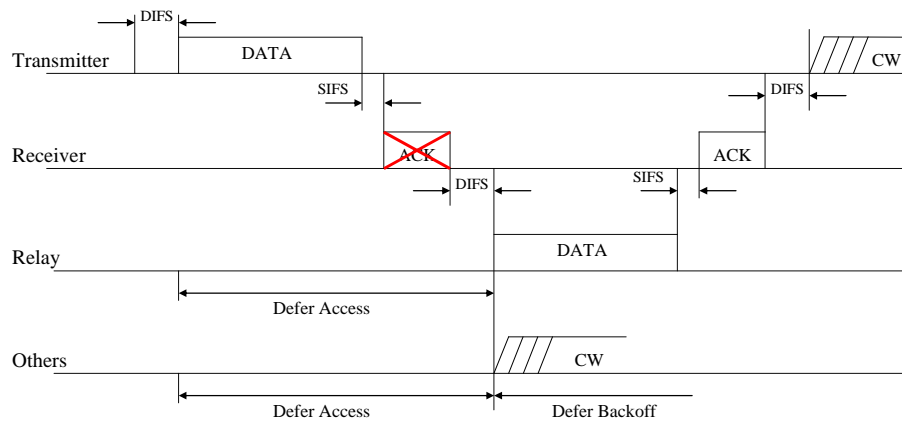 DIFS
DATA
Transmitter
CW
SIFS
DIFS
Receiver
ACK
ACK
DIFS
SIFS
Relay
DATA
Defer Access
Others
CW
Defer Access
Defer Backoff